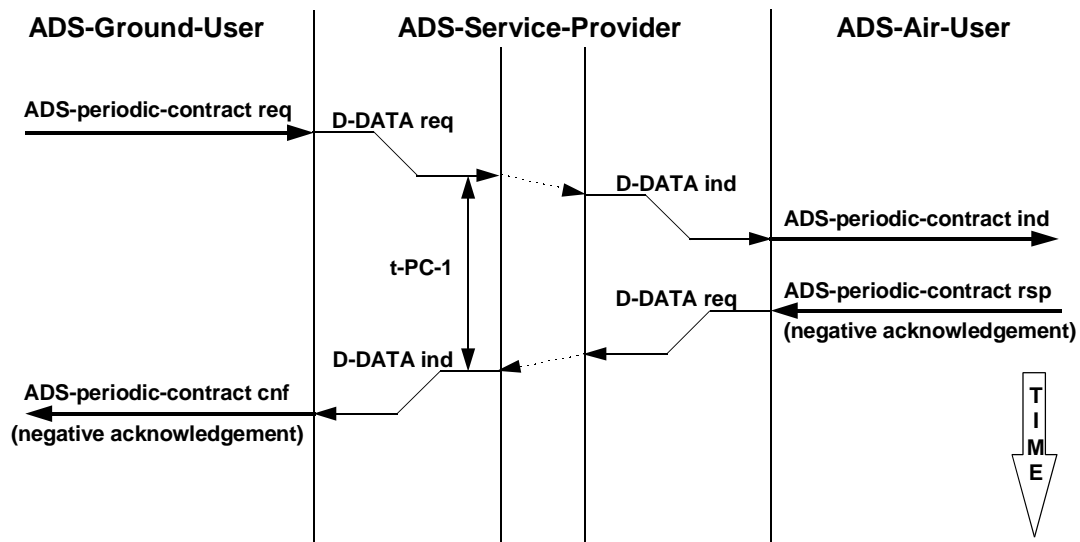 ADS-Ground-User
ADS-Service-Provider
ADS-Air-User
ADS-periodic-contract req
D-DATA req
D-DATA ind
ADS-periodic-contract ind
t-PC-1
D-DATA req
ADS-periodic-contract rsp
(negative acknowledgement)
D-DATA ind
ADS-periodic-contract cnf
(negative acknowledgement)
T
I
M
E